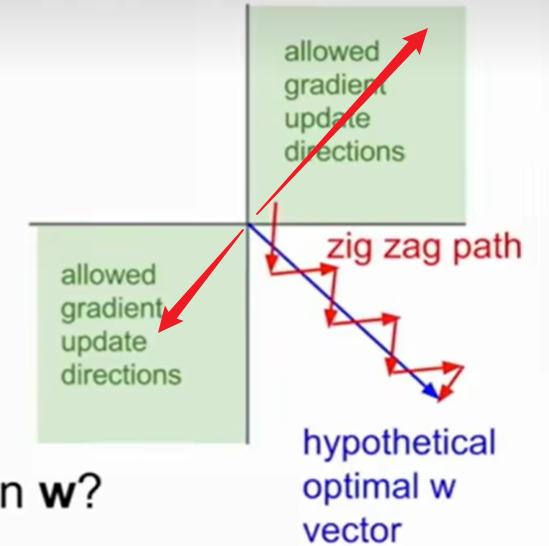 allowed
gradient
update
directions
zig zag path
allowed
gradient
update
directions
hypothetical
optimal w
vector
n w?